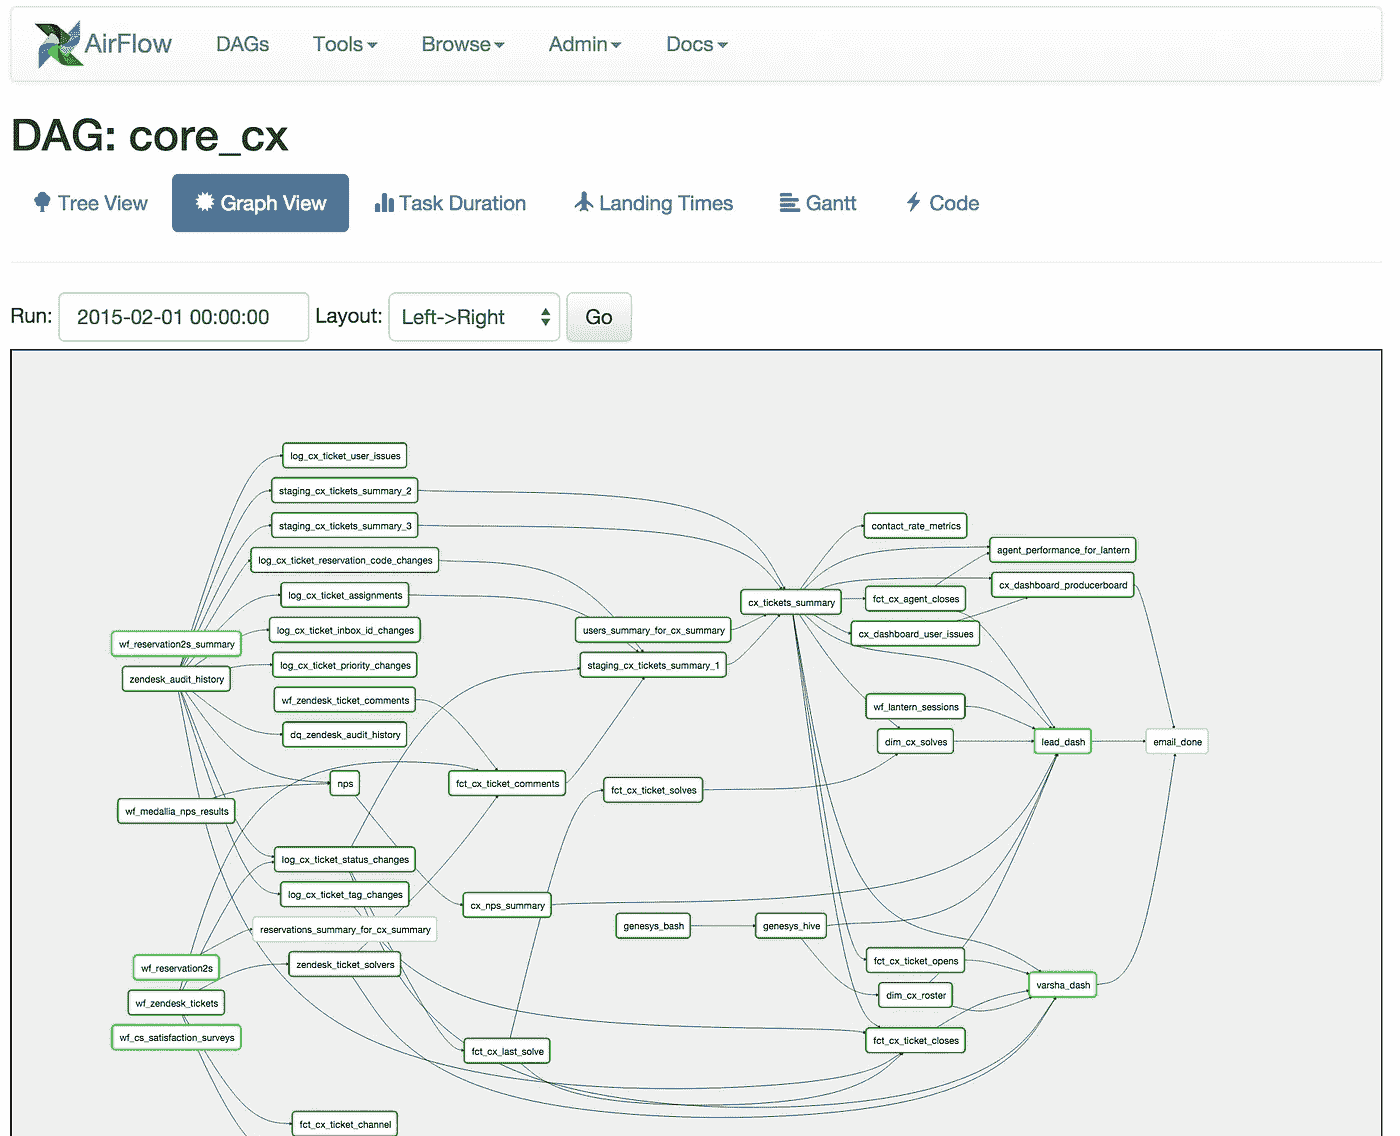 AirFlow DAGs Tools Browse Admin Docs
DAG: core_cx
Tree View Graph View Task Duration Landing Times Gantt Code
Run: 2015-02-01 00:00:00 Layout: Left->Right Go
log_cx_ticket_user_issues
staging_cx_tickets_summary_2
staging_cx_tickets_summary_3
log_cx_ticket_reservation_code_changes
log_cx_ticket_assignments
log_cx_ticket_inbox_id_changes
wf_reservation2s_summary
log_cx_ticket_priority_changes
zendesk_audit_history
wf_zendesk_ticket_comments
dq_zendesk_audit_history
nps
wf_medallia_nps_results
log_cx_ticket_status_changes
log_cx_ticket_tag_changes
reservations_summary_for_cx_summary
wf_reservation2s
zendesk_ticket_solvers
wf_zendesk_tickets
wf_cs_satisfaction_surveys
fct_cx_ticket_channel
fct_cx_ticket_comments
cx_nps_summary
fct_cx_last_solve
users_summary_for_cx_summary
staging_cx_tickets_summary_1
fct_cx_ticket_solves
genesys_bash
cx_tickets_summary
genesys_hive
contact_rate_metrics
agent_performance_for_lantern
cx_dashboard_producerboard
fct_cx_agent_closes
cx_dashboard_user_issues
wf_lantern_sessions
dim_cx_solves
lead_dash
email_done
fct_cx_ticket_opens
dim_cx_roster
varsha_dash
fct_cx_ticket_closes